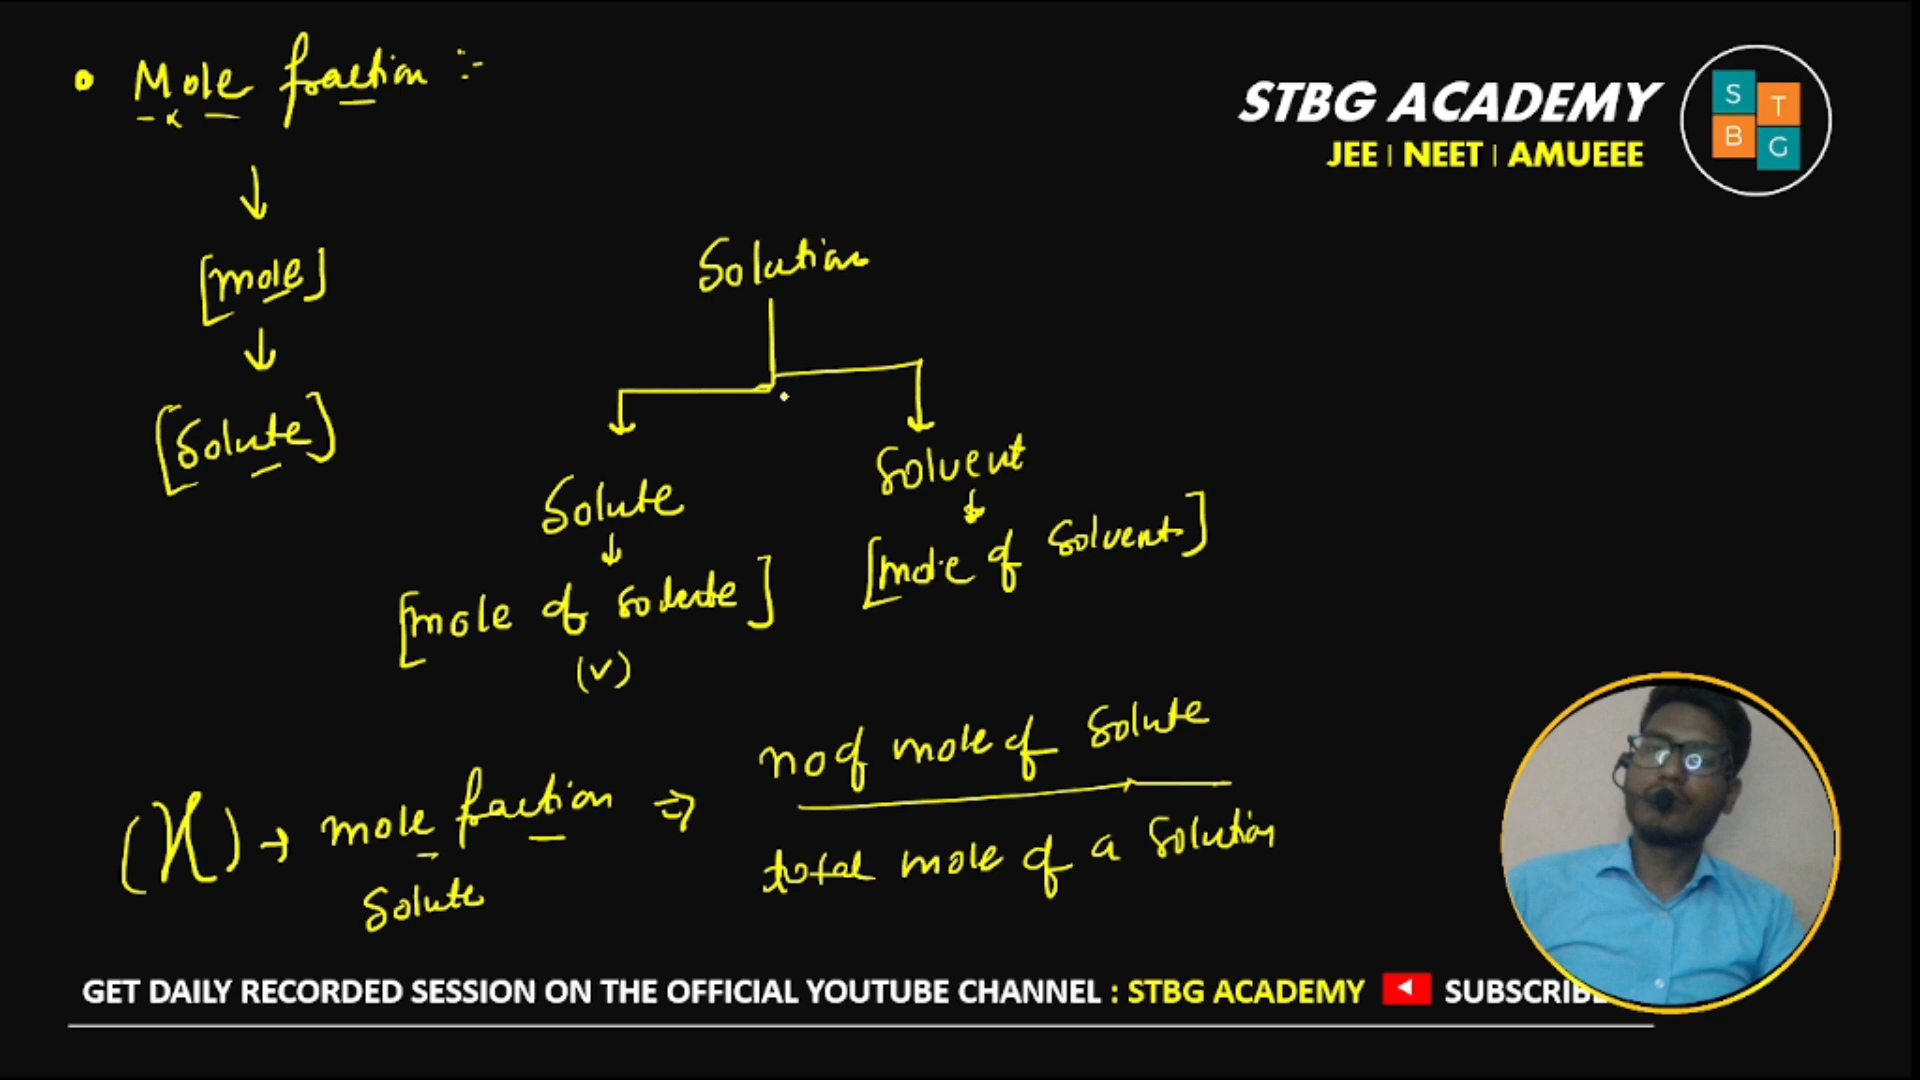 • Mole fraction :-
STBG ACADEMY
JEE | NEET | AMUEEE
S T
B G
[mole]
[Solute]
Solution
Solute
Solvent
[mole of solute]
[mole of Solvent]
(v)
(X) → mole fraction ⇒
Solute
no of mole of Solute
total mole of a Solution
GET DAILY RECORDED SESSION ON THE OFFICIAL YOUTUBE CHANNEL : STBG ACADEMY SUBSCRIBE